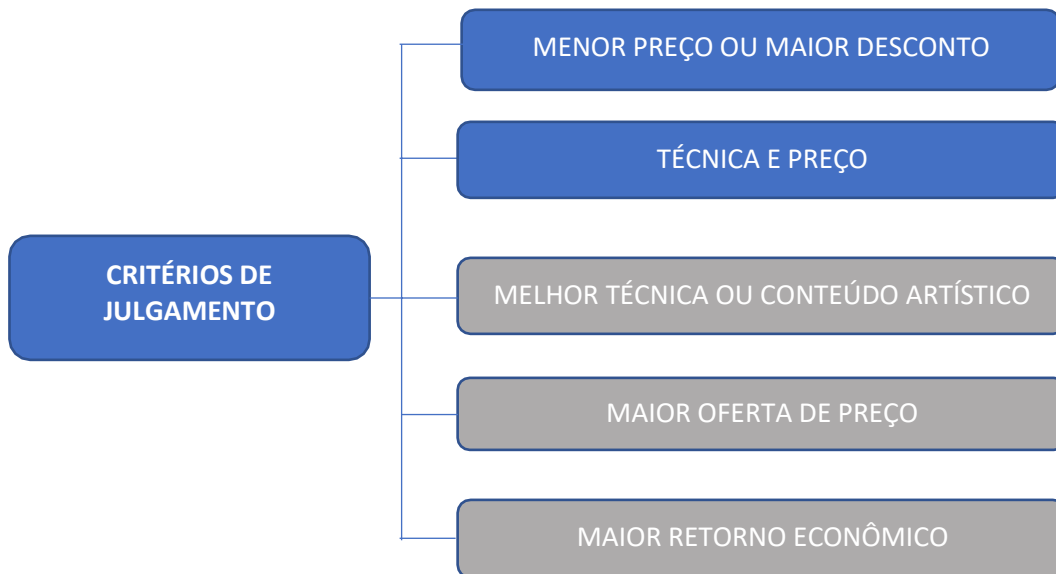 MENOR PREÇO OU MAIOR DESCONTO
TÉCNICA E PREÇO
CRITÉRIOS DE
JULGAMENTO
MELHOR TÉCNICA OU CONTEÚDO ARTÍSTICO
MAIOR OFERTA DE PREÇO
MAIOR RETORNO ECONÔMICO